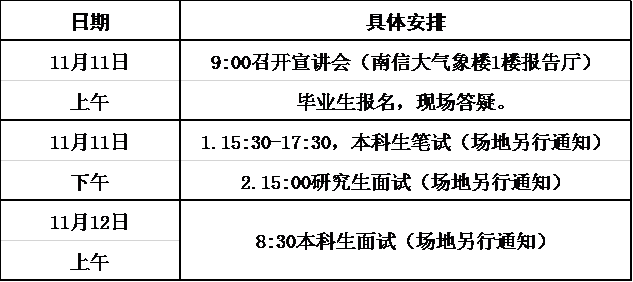 日期 具体安排
11月11日 9:00召开宣讲会（南信大气象楼1楼报告厅）
上午 毕业生报名，现场答疑。
11月11日 1.15:30-17:30，本科生笔试（场地另行通知）
下午 2.15:00研究生面试（场地另行通知）
11月12日
上午
8:30本科生面试（场地另行通知）